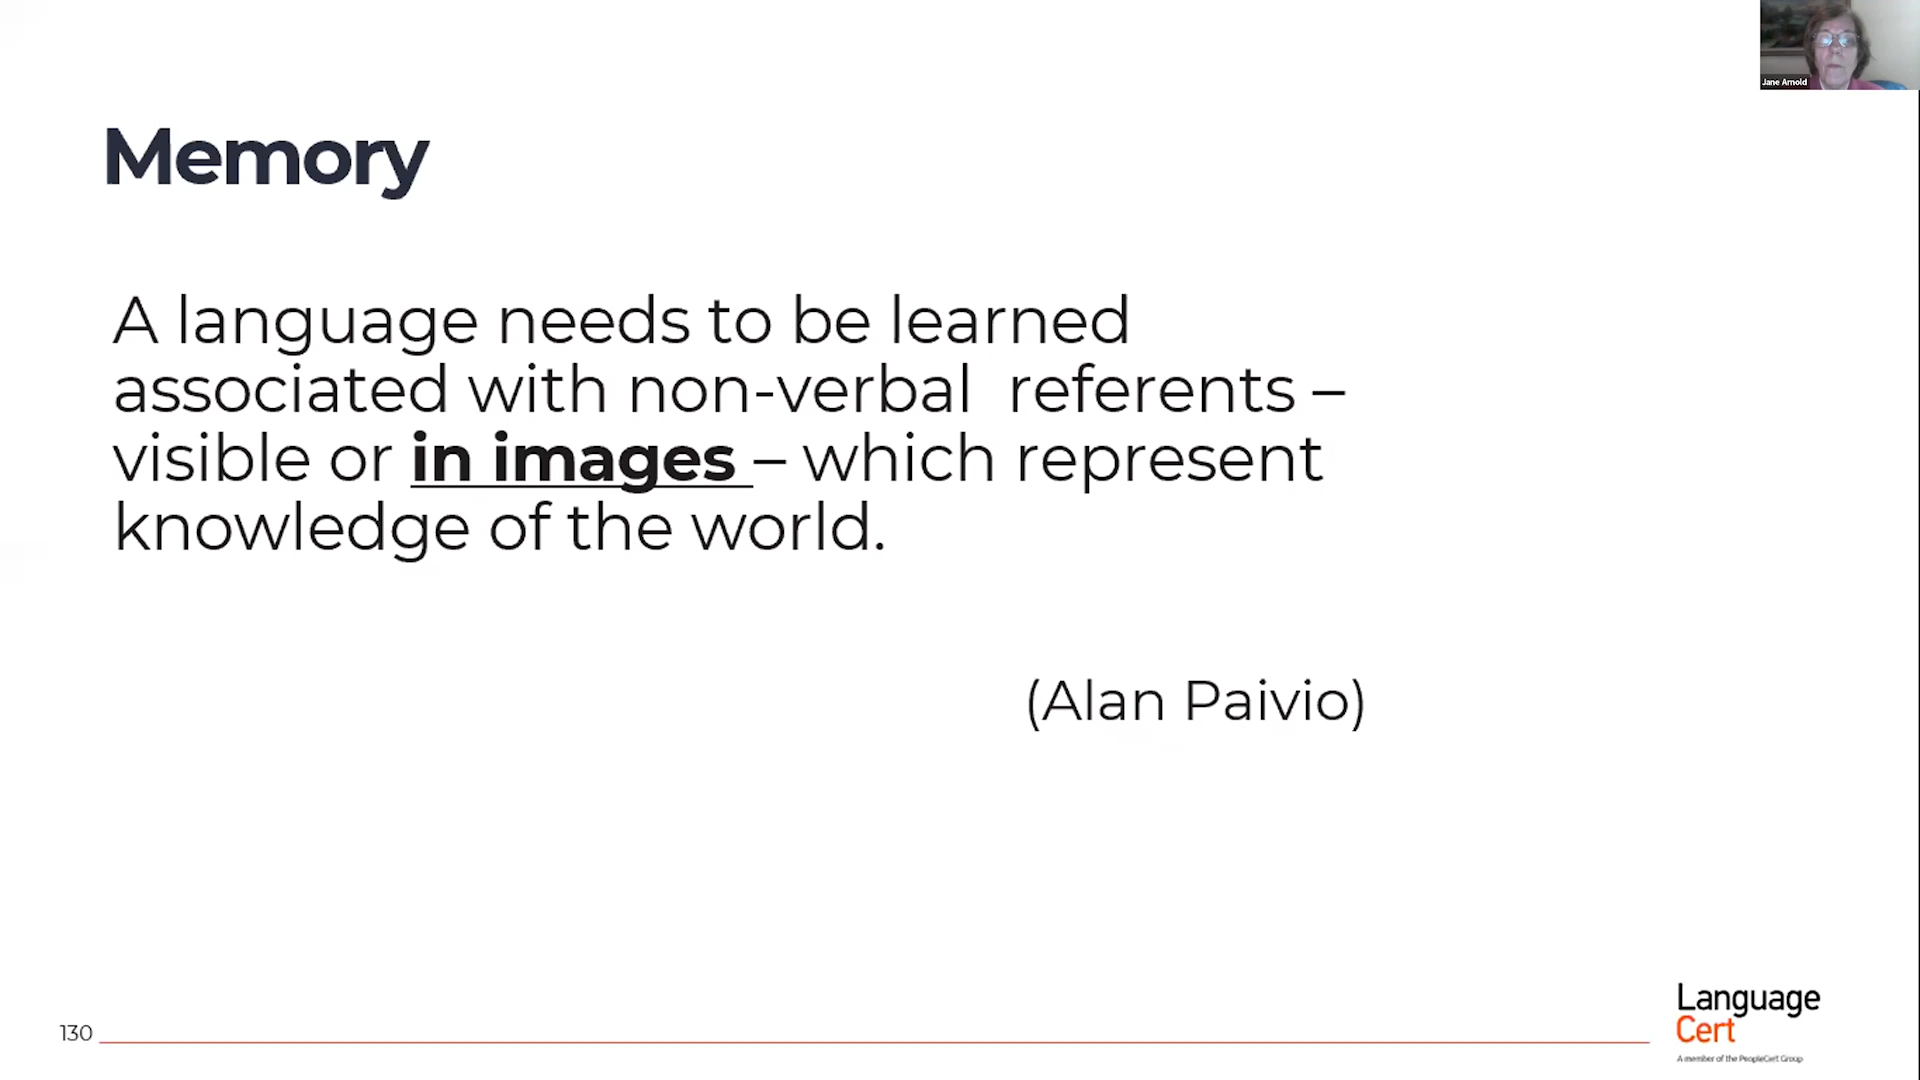 Jane Arnold
Memory
A language needs to be learned
associated with non-verbal  referents –
visible or in images – which represent
knowledge of the world.
(Alan Paivio)
130
Language
Cert
A member of the PeopleCert Group